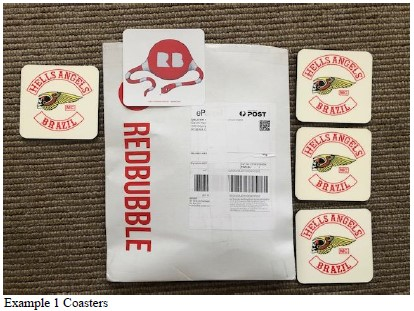 HELLS ANGELS
MC
BRAZIL
RB
REDBUBBLE
POST
HELLS ANGELS
MC
BRAZIL
HELLS ANGELS
MC
BRAZIL
HELLS ANGELS
MC
BRAZIL
Example 1 Coasters